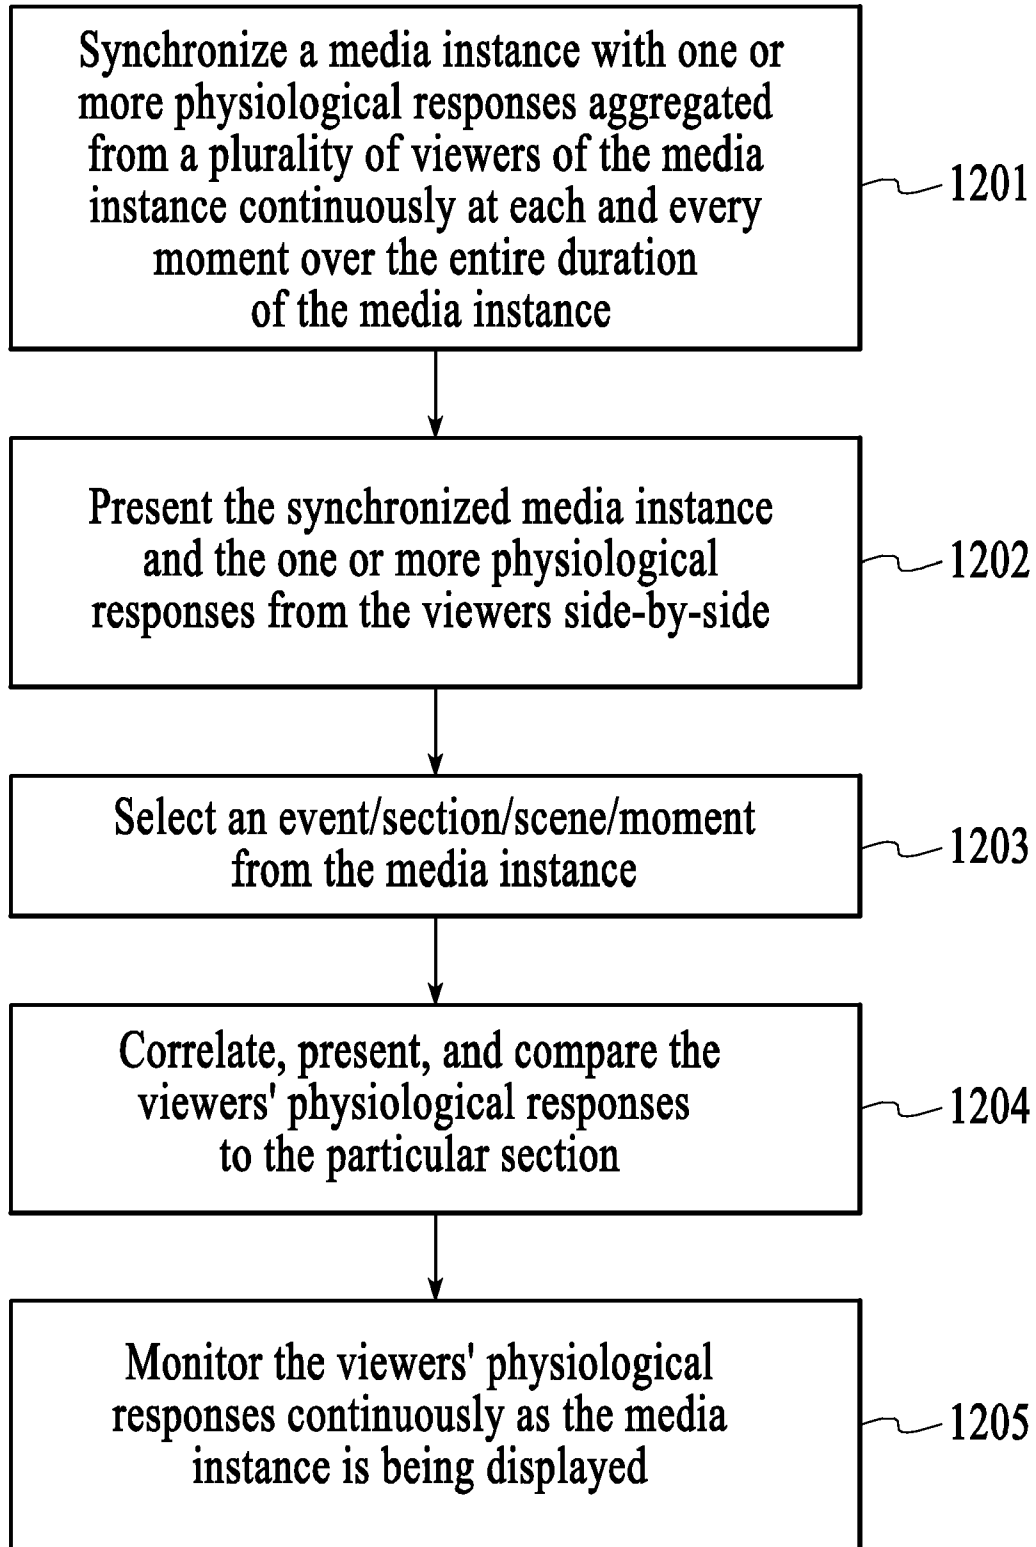 Synchronize a media instance with one or
more physiological responses aggregated
from a plurality of viewers of the media
instance continuously at each and every
moment over the entire duration
of the media instance
1201
Present the synchronized media instance
and the one or more physiological
responses from the viewers side-by-side
1202
Select an event/section/scene/moment
from the media instance
1203
Correlate, present, and compare the
viewers' physiological responses
to the particular section
1204
Monitor the viewers' physiological
responses continuously as the media
instance is being displayed
1205